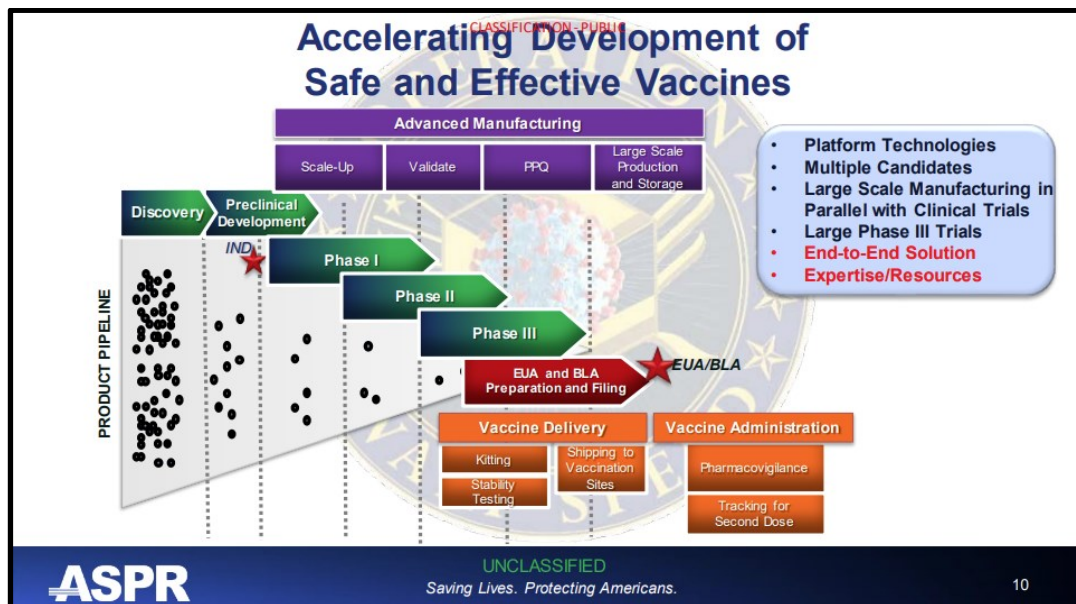 CLASSIFICATION - PUBLIC
Accelerating Development of
Safe and Effective Vaccines
Advanced Manufacturing
Scale-Up
Validate
PPQ
Large Scale
Production
and Storage
Discovery
Preclinical
Development
IND
Phase I
Phase II
Phase III
EUA and BLA
Preparation and Filing
EUA/BLA
PRODUCT PIPELINE
Vaccine Delivery
Kitting
Stability
Testing
Shipping to
Vaccination
Sites
Vaccine Administration
Pharmacovigilance
Tracking for
Second Dose
• Platform Technologies
• Multiple Candidates
• Large Scale Manufacturing in
Parallel with Clinical Trials
• Large Phase III Trials
• End-to-End Solution
• Expertise/Resources
ASPR
UNCLASSIFIED
Saving Lives. Protecting Americans.
10